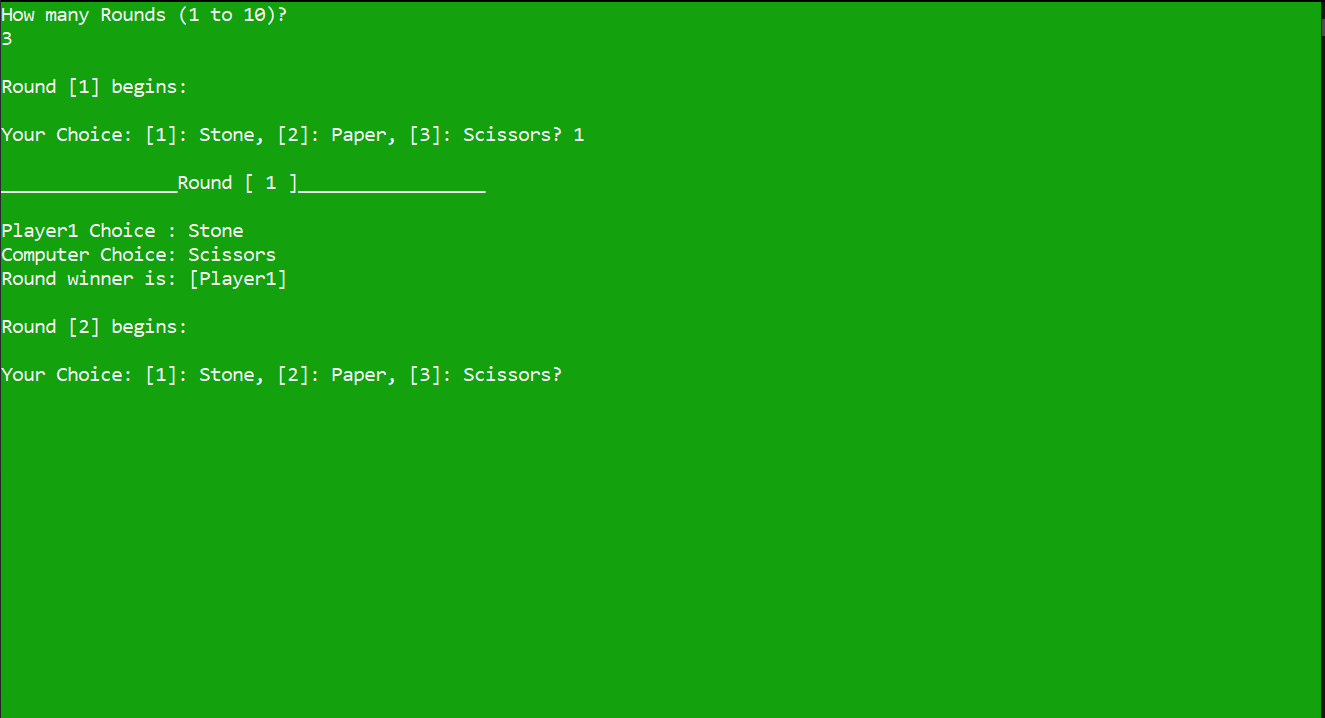 How many Rounds (1 to 10)?
3
Round [1] begins:
Your Choice: [1]: Stone, [2]: Paper, [3]: Scissors? 1
________________Round [ 1 ]_________________
Player1 Choice : Stone
Computer Choice: Scissors
Round winner is: [Player1]
Round [2] begins:
Your Choice: [1]: Stone, [2]: Paper, [3]: Scissors?